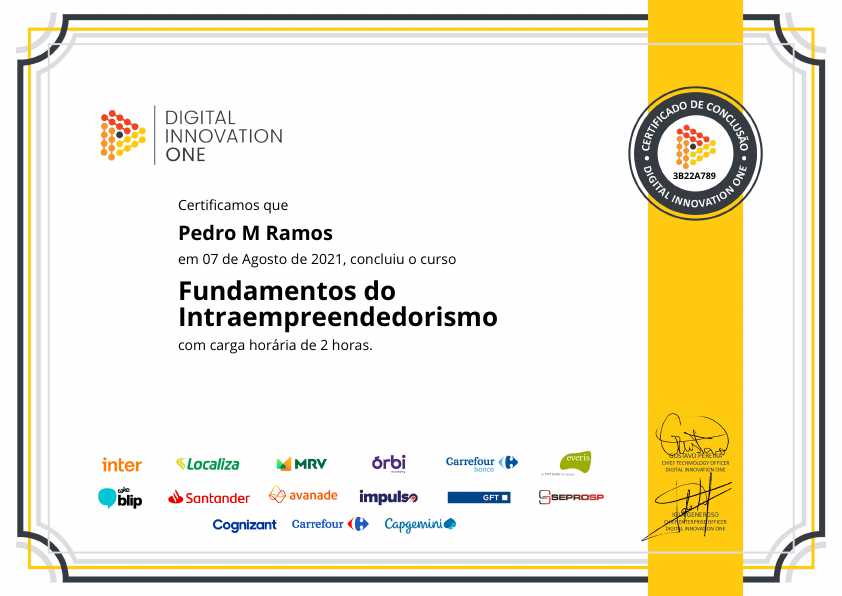 DIGITAL
INNOVATION
ONE
CERTIFICADO DE CONCLUSÃO
3B22A789
DIGITAL INNOVATION ONE
Certificamos que
Pedro M Ramos
em 07 de Agosto de 2021, concluiu o curso
Fundamentos do
Intraempreendedorismo
com carga horária de 2 horas.
GUSTAVO PEREIRA
CHIEF TECHNOLOGY OFFICER
DIGITAL INNOVATION ONE
inter
Localiza
MRV
órbi
Carrefour
banco
everis
blip
Santander
avanade
impulso
GFT
SEPROSP
GENEROSO
CHIEF ENTERPRISE OFFICER
DIGITAL INNOVATION ONE
Cognizant
Carrefour
Capgemini